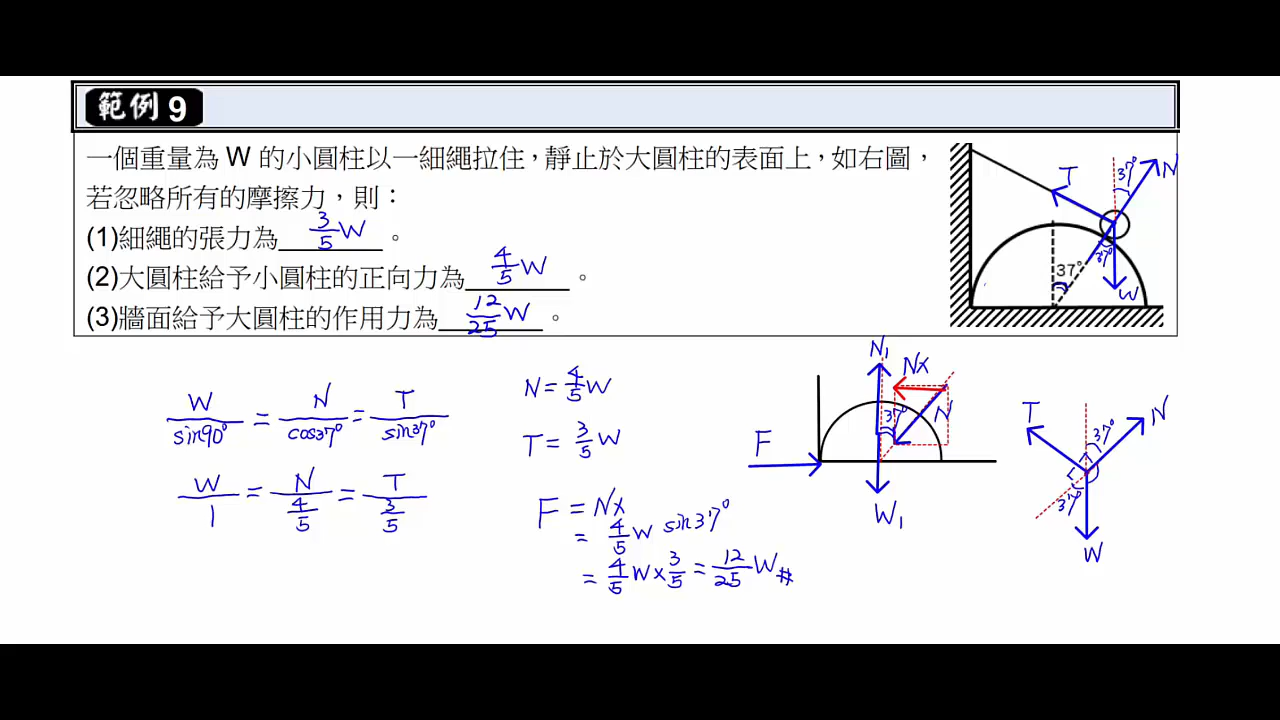 範例 9
一個重量為 W 的小圓柱以一細繩拉住，靜止於大圓柱的表面上，如右圖，
若忽略所有的摩擦力，則：
(1)細繩的張力為 3/5 W 。
(2)大圓柱給予小圓柱的正向力為 4/5 W 。
(3)牆面給予大圓柱的作用力為 12/25 W 。
T 37° N
37°
37° W
W/sin90° = N/cos37° = T/sin37°
W/1 = N/(4/5) = T/(3/5)
N = 4/5 W
T = 3/5 W
F = Nx
= 4/5 W sin37°
= 4/5 W × 3/5 = 12/25 W #
N1 Nx
37° N
F
W1
T 37° N
37°
W